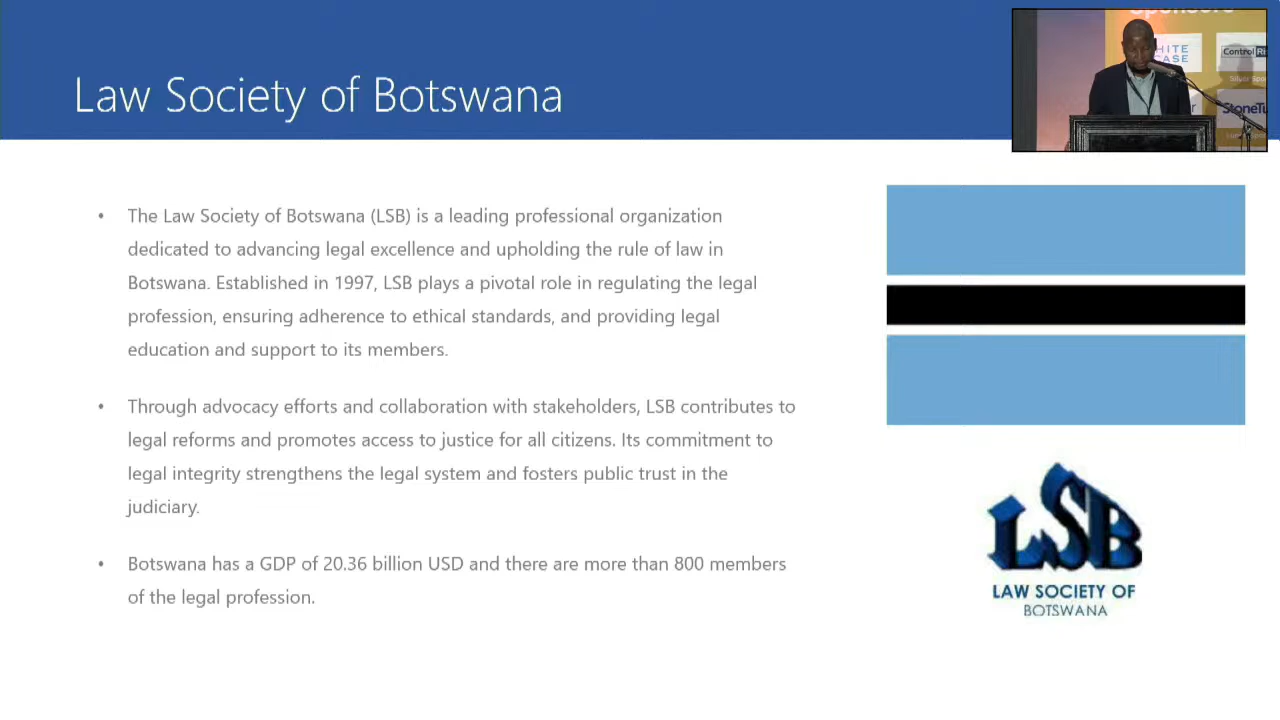 Law Society of Botswana
The Law Society of Botswana (LSB) is a leading professional organization
dedicated to advancing legal excellence and upholding the rule of law in
Botswana. Established in 1997, LSB plays a pivotal role in regulating the legal
profession, ensuring adherence to ethical standards, and providing legal
education and support to its members.
Through advocacy efforts and collaboration with stakeholders, LSB contributes to
legal reforms and promotes access to justice for all citizens. Its commitment to
legal integrity strengthens the legal system and fosters public trust in the
judiciary.
Botswana has a GDP of 20.36 billion USD and there are more than 800 members
of the legal profession.
LSB
LAW SOCIETY OF
BOTSWANA
Control